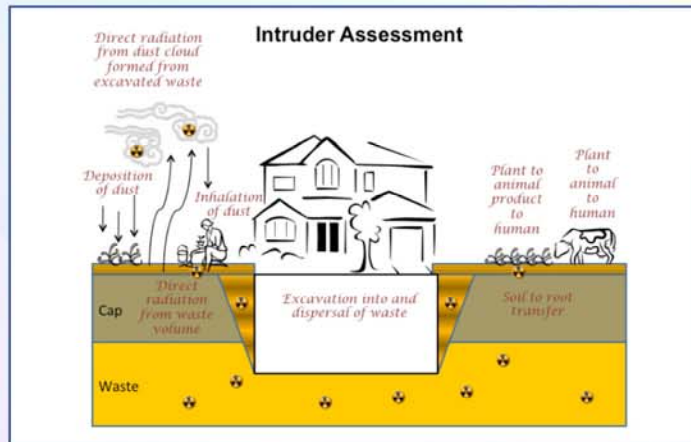 Intruder Assessment
Direct radiation
from dust cloud
formed from
excavated waste
Deposition
of dust
Inhalation
of dust
Plant to
animal
product
to
human
Plant
to
animal
to
human
Cap
Direct
radiation
from waste
volume
Excavation into and
dispersal of waste
Soil to root
transfer
Waste